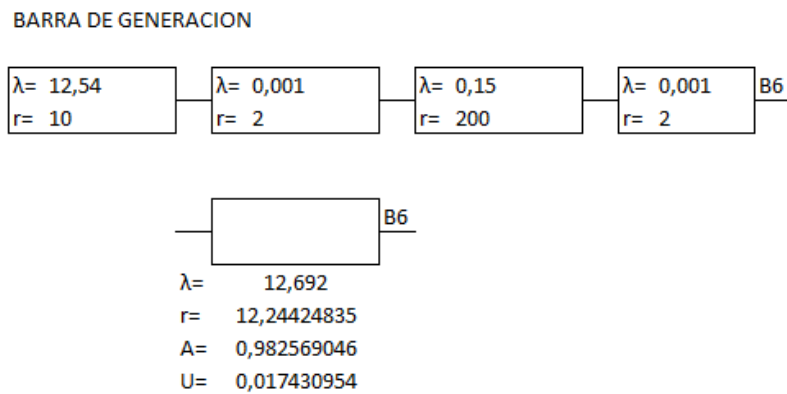 BARRA DE GENERACION
λ= 12,54 λ= 0,001 λ= 0,15 λ= 0,001 B6
r= 10 r= 2 r= 200 r= 2
B6
λ= 12,692
r= 12,24424835
A= 0,982569046
U= 0,017430954